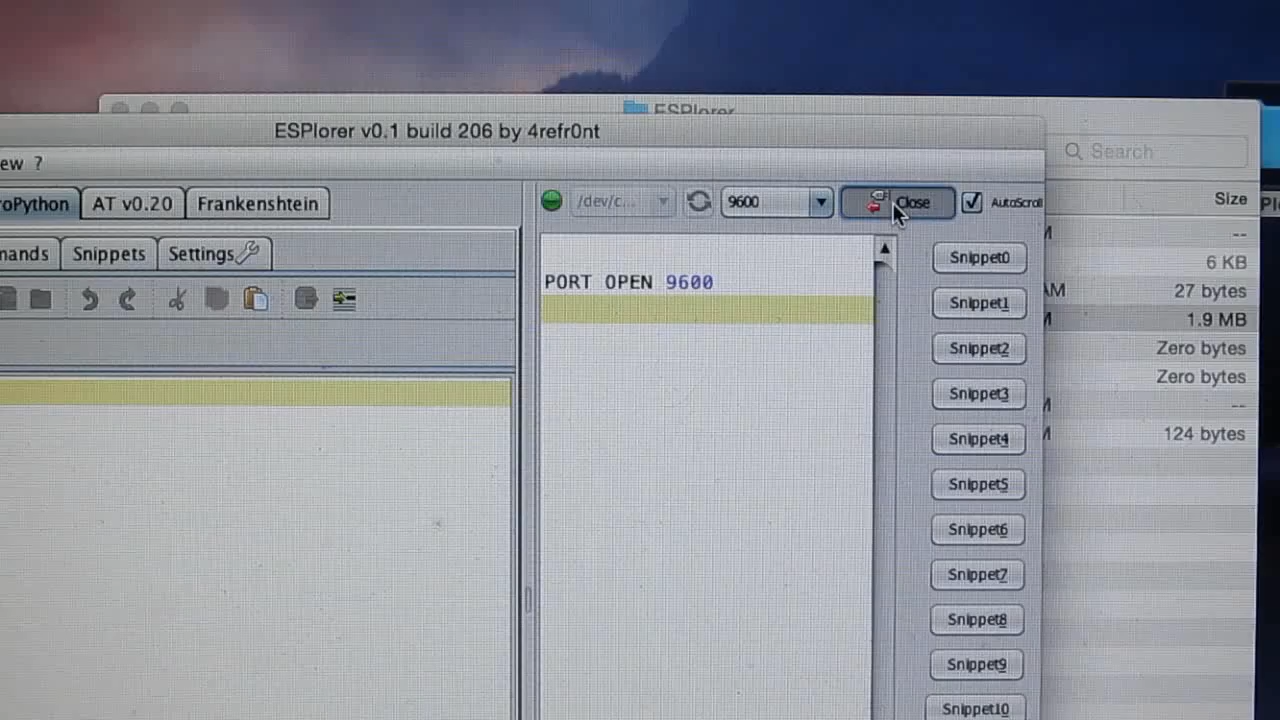 ESPlorer
ESPlorer v0.1 build 206 by 4refr0nt
ew ?
Search
oPython AT v0.20 Frankenshtein
/dev/c... 9600 Close AutoScroll
Size
mands Snippets Settings
PORT OPEN 9600
Snippet0
Snippet1
Snippet2
Snippet3
Snippet4
Snippet5
Snippet6
Snippet7
Snippet8
Snippet9
Snippet10
--
6 KB
AM 27 bytes
M 1.9 MB
Zero bytes
Zero bytes
--
M 124 bytes